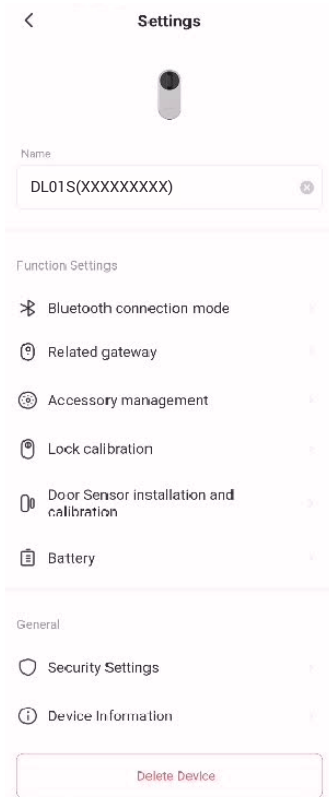 Settings
Name
DL01S(XXXXXXXXX)
Function Settings
Bluetooth connection mode
Related gateway
Accessory management
Lock calibration
Door Sensor installation and
calibration
Battery
General
Security Settings
Device Information
Delete Device